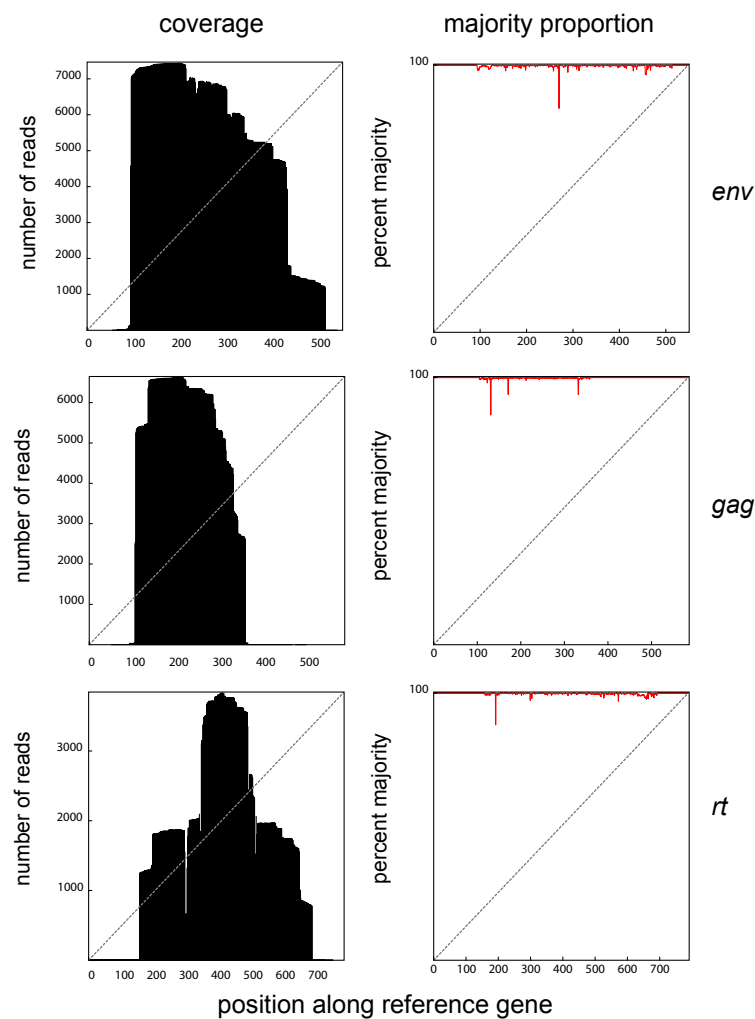 coverage
majority proportion
number of reads
7000
6000
5000
4000
3000
2000
1000
0 100 200 300 400 500
percent majority
100
0 100 200 300 400 500
env
number of reads
6000
5000
4000
3000
2000
1000
0 100 200 300 400 500
percent majority
100
0 100 200 300 400 500
gag
number of reads
3000
2000
1000
0 100 200 300 400 500 600 700
percent majority
100
0 100 200 300 400 500 600 700
rt
position along reference gene